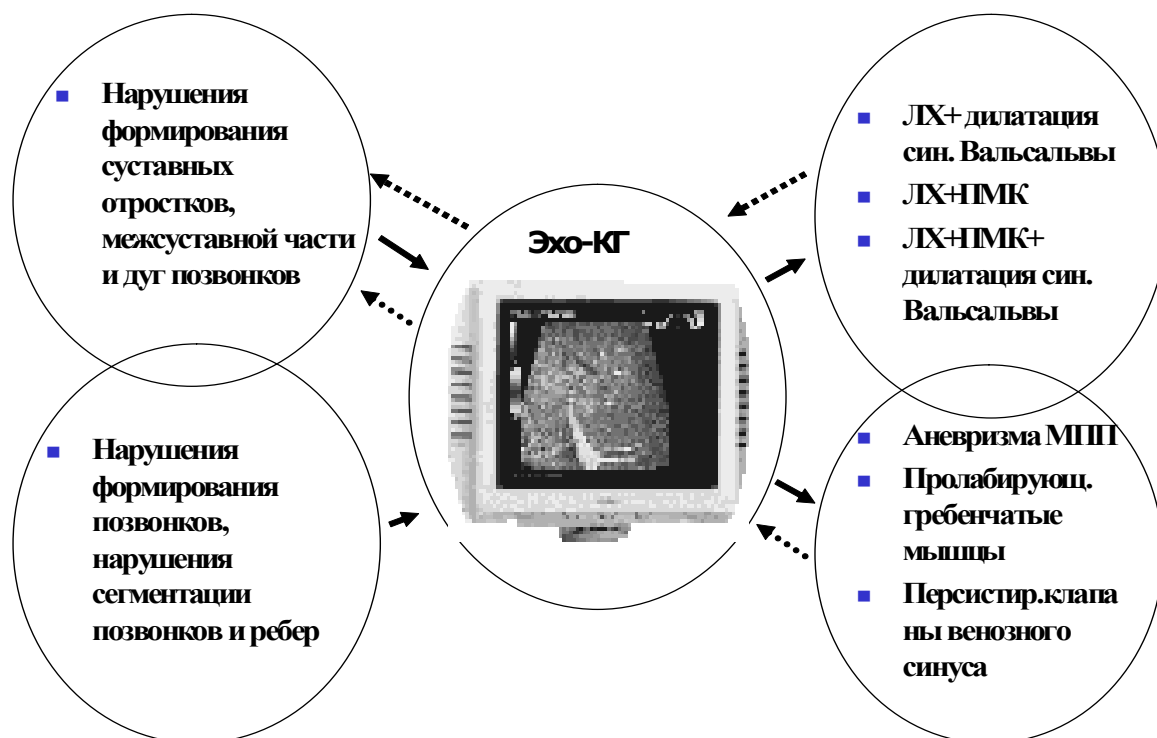 Нарушения
формирования
суставных
отростков,
межсуставной части
и дуг позвонков
Нарушения
формирования
позвонков,
нарушения
сегментации
позвонков и ребер
Эхо-КГ
ЛХ+ дилатация
син. Вальсальвы
ЛХ+ПМК
ЛХ+ПМК+
дилатация син.
Вальсальвы
Аневризма МПП
Пролабирующ.
гребенчатые
мышцы
Персистир.клапа
ны венозного
синуса